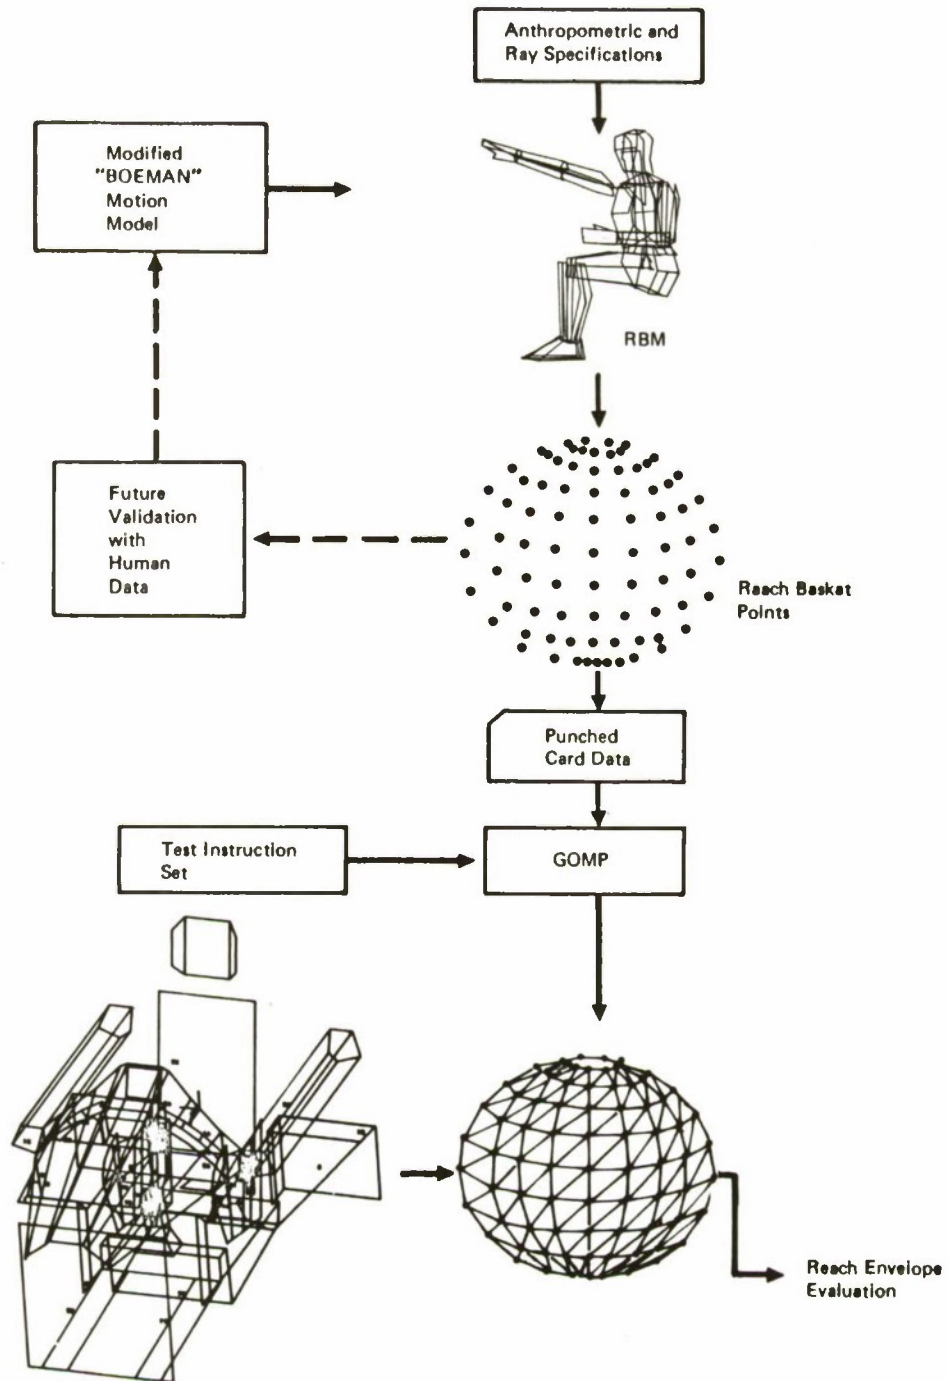 Anthropometric and
Ray Specifications
Modified
"BOEMAN"
Motion
Model
RBM
Future
Validation
with
Human
Data
Reach Basket
Points
Punched
Card Data
Test Instruction
Set
GOMP
Reach Envelope
Evaluation